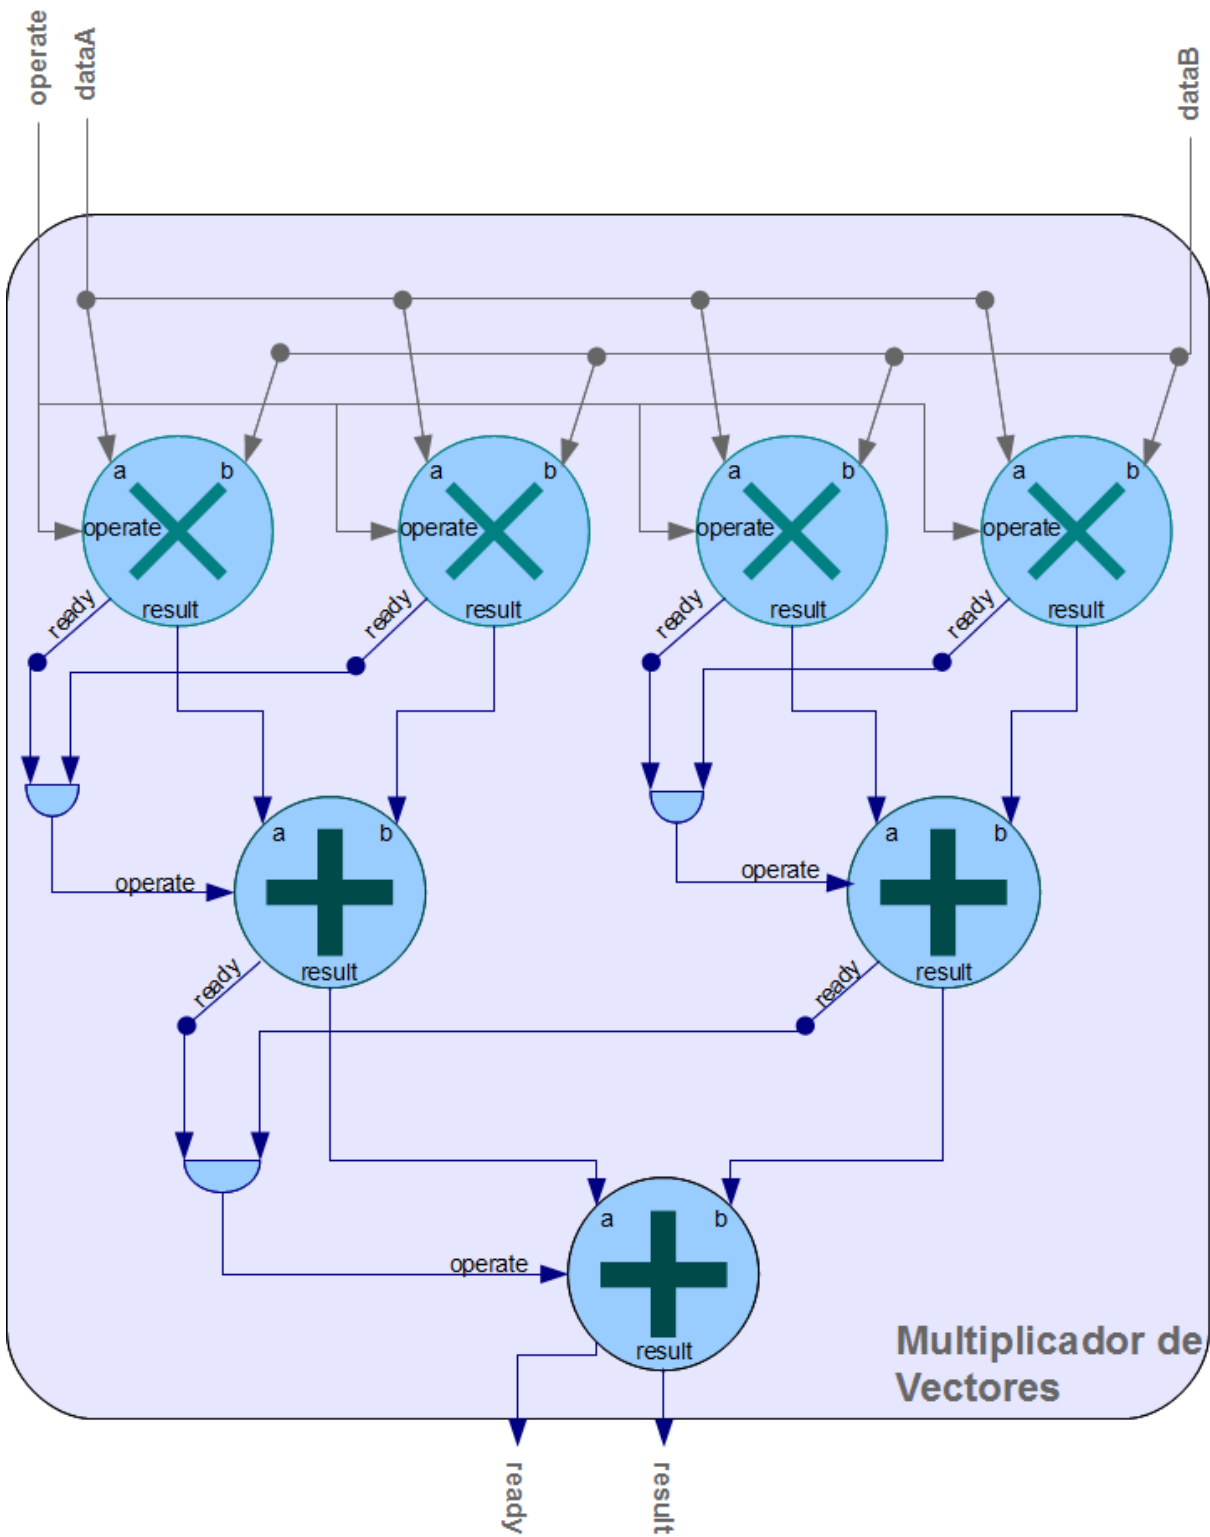 operate
dataA
dataB
a
b
a
b
a
b
a
b
operate
operate
operate
operate
result
result
result
result
ready
ready
ready
ready
a
b
a
b
operate
operate
result
result
ready
ready
a
b
operate
result
Multiplicador de
Vectores
ready
result